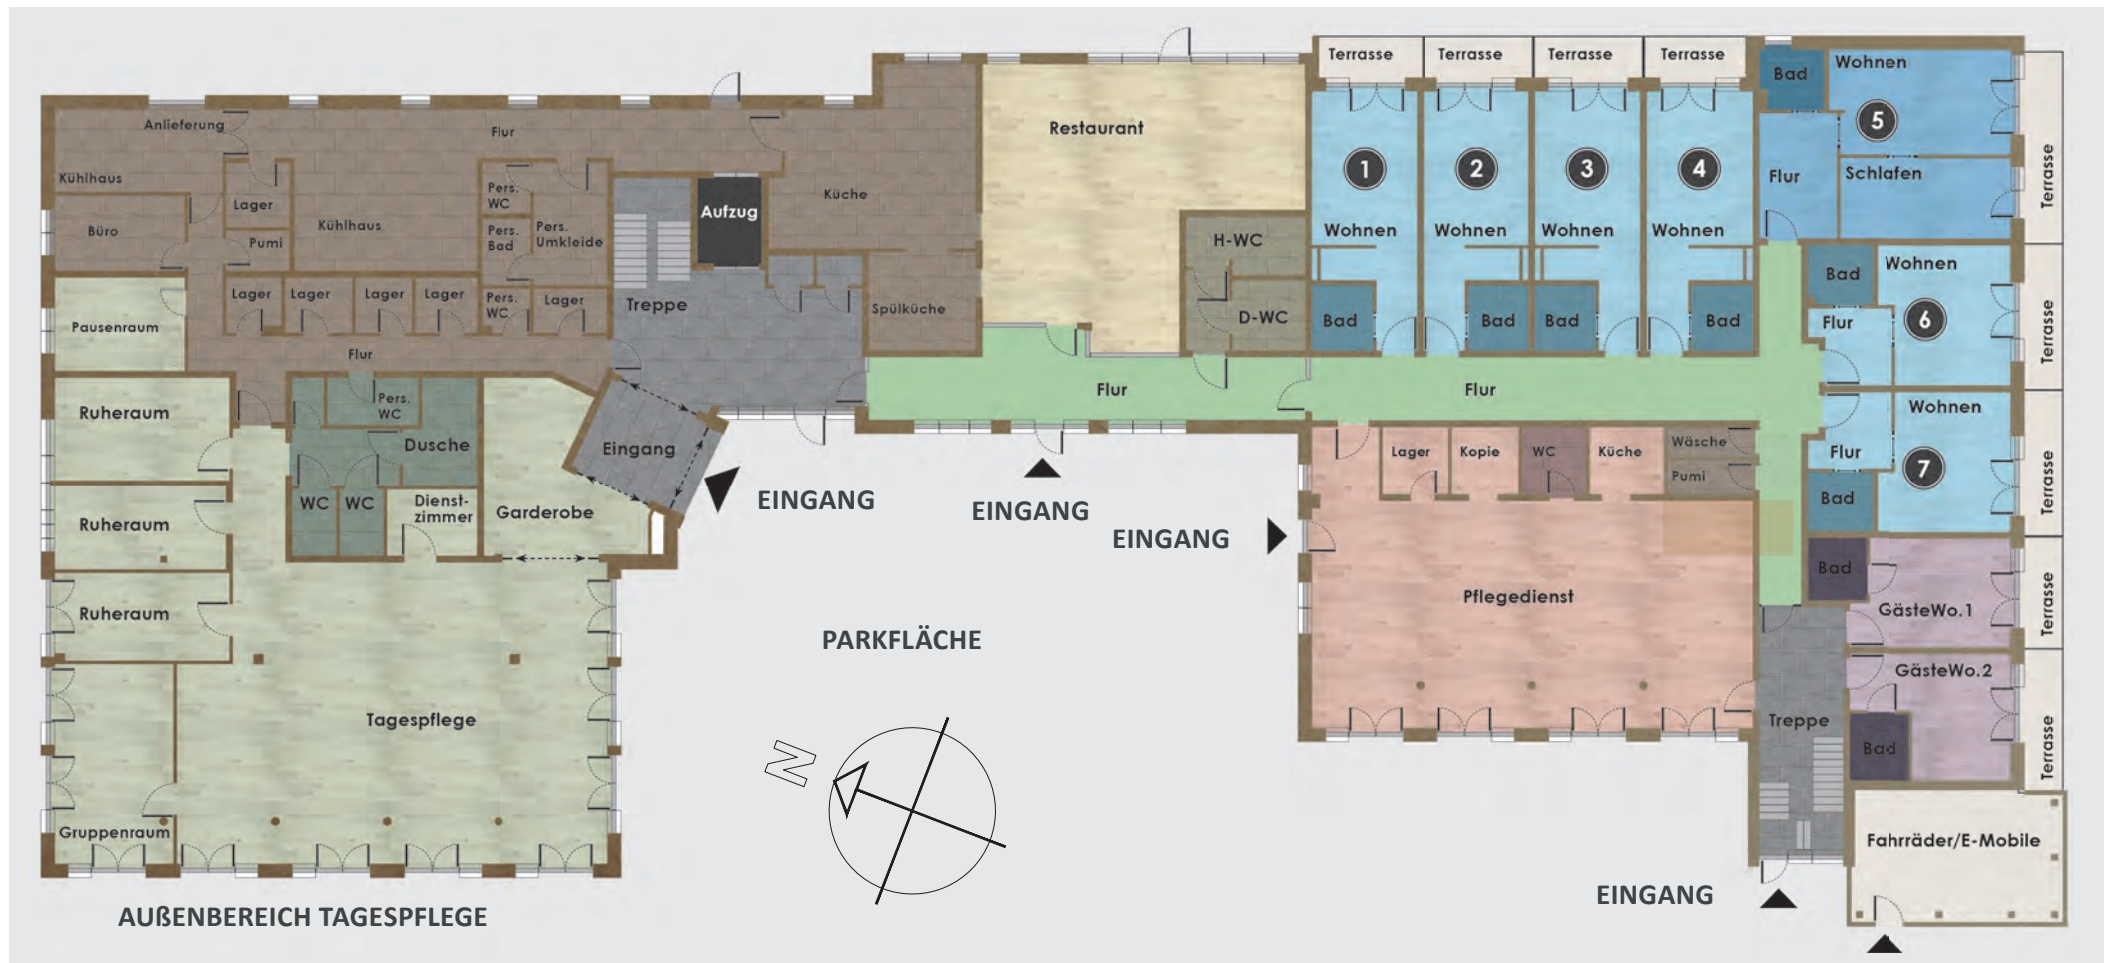 Terrasse
Terrasse
Terrasse
Terrasse
Bad
Wohnen
5
Terrasse
Anlieferung
Flur
Restaurant
1
2
3
4
Flur
Schlafen
Kühlhaus
Lager
Pers.
WC
Küche
Aufzug
Büro
Pumi
Kühlhaus
Pers.
Bad
Pers.
Umkleide
H-WC
Wohnen
Wohnen
Wohnen
Wohnen
Bad
Wohnen
6
Terrasse
Lager
Lager
Lager
Lager
Pers.
WC
Lager
Treppe
Spülküche
D-WC
Bad
Bad
Bad
Bad
Flur
Pausenraum
Flur
Flur
Flur
Ruheraum
Pers.
WC
Dusche
Eingang
Wohnen
Flur
7
Bad
Terrasse
Lager
Kopie
WC
Küche
Wäsche
Pumi
Ruheraum
WC
WC
Dienst-
zimmer
Garderobe
EINGANG
EINGANG
EINGANG
Ruheraum
Pflegedienst
Bad
GästeWo.1
Terrasse
PARKFLÄCHE
GästeWo.2
Bad
Terrasse
Tagespflege
Treppe
N
Gruppenraum
Fahrräder/E-Mobile
EINGANG
AUßENBEREICH TAGESPFLEGE